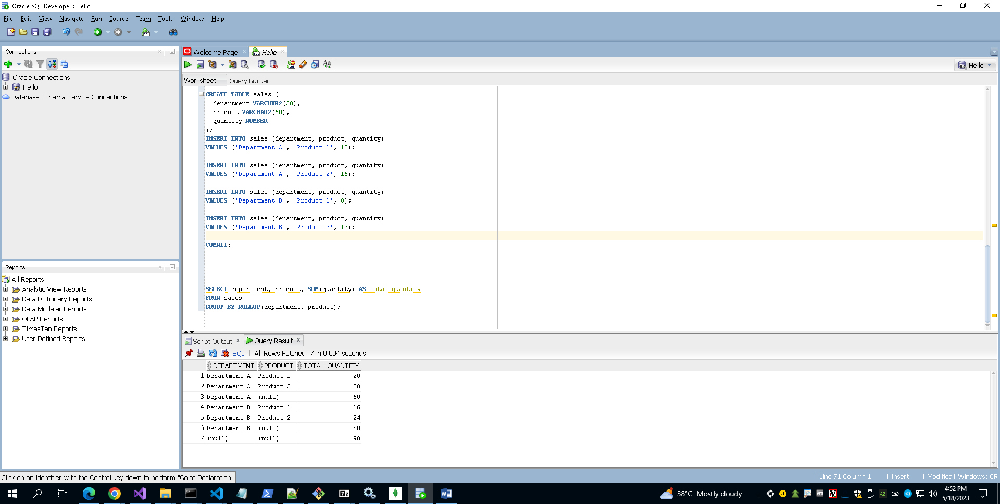 Oracle SQL Developer : Hello
File Edit View Navigate Run Source Team Tools Window Help
Connections
Oracle Connections
Hello
Database Schema Service Connections
Reports
All Reports
Analytic View Reports
Data Dictionary Reports
Data Modeler Reports
OLAP Reports
TimesTen Reports
User Defined Reports
Welcome Page Hello
Hello
Worksheet Query Builder
CREATE TABLE sales (
department VARCHAR2(50),
product VARCHAR2(50),
quantity NUMBER
);
INSERT INTO sales (department, product, quantity)
VALUES ('Department A', 'Product 1', 10);
INSERT INTO sales (department, product, quantity)
VALUES ('Department A', 'Product 2', 15);
INSERT INTO sales (department, product, quantity)
VALUES ('Department B', 'Product 1', 8);
INSERT INTO sales (department, product, quantity)
VALUES ('Department B', 'Product 2', 12);
COMMIT;
SELECT department, product, SUM(quantity) AS total_quantity
FROM sales
GROUP BY ROLLUP(department, product);
Script Output Query Result
SQL All Rows Fetched: 7 in 0.004 seconds
DEPARTMENT PRODUCT TOTAL_QUANTITY
1 Department A Product 1 20
2 Department A Product 2 30
3 Department A (null) 50
4 Department B Product 1 16
5 Department B Product 2 24
6 Department B (null) 40
7 (null) (null) 90
Click on an identifier with the Control key down to perform "Go to Declaration"
Line 71 Column 1 Insert Modified Windows: CR
38°C Mostly cloudy
4:52 PM
5/18/2023